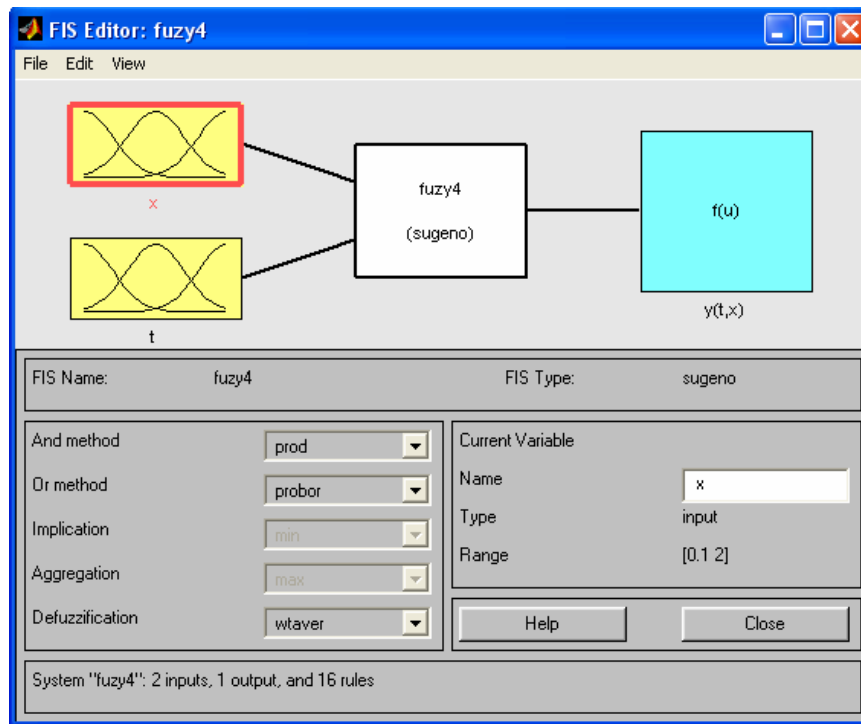 FIS Editor: fuzy4
File Edit View
x
t
fuzy4
(sugeno)
f(u)
y(t,x)
FIS Name: fuzy4 FIS Type: sugeno
And method prod
Or method probor
Implication min
Aggregation max
Defuzzification wtaver
Current Variable
Name x
Type input
Range [0.1 2]
Help Close
System "fuzy4": 2 inputs, 1 output, and 16 rules